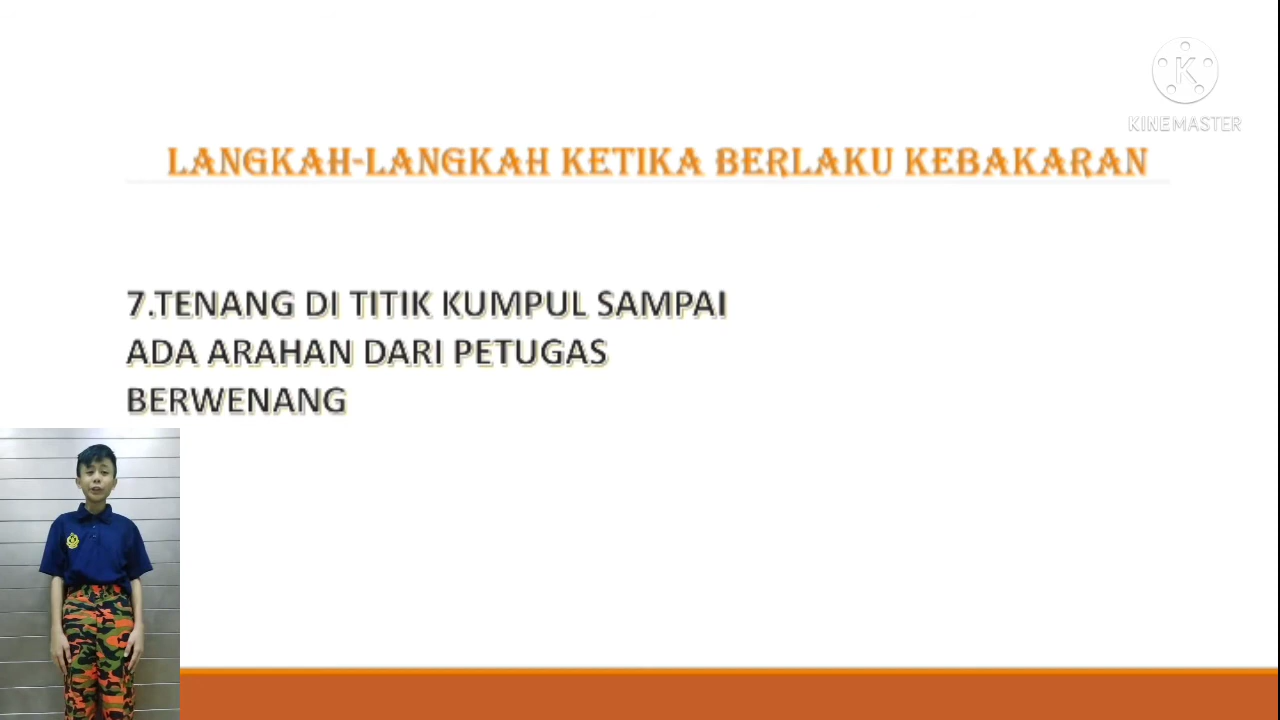 KINEMASTER
LANGKAH-LANGKAH KETIKA BERLAKU KEBAKARAN
7.TENANG DI TITIK KUMPUL SAMPAI
ADA ARAHAN DARI PETUGAS
BERWENANG